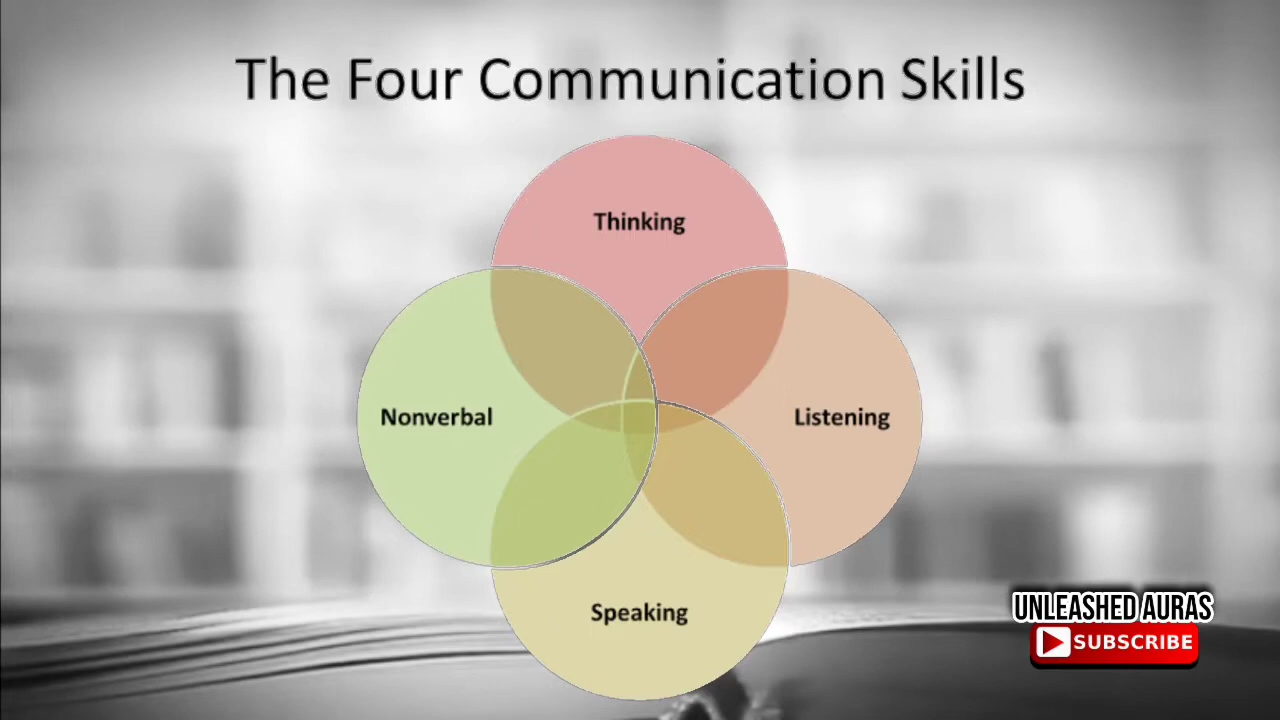 The Four Communication Skills
Thinking
Nonverbal
Listening
Speaking
UNLEASHED AURAS
SUBSCRIBE